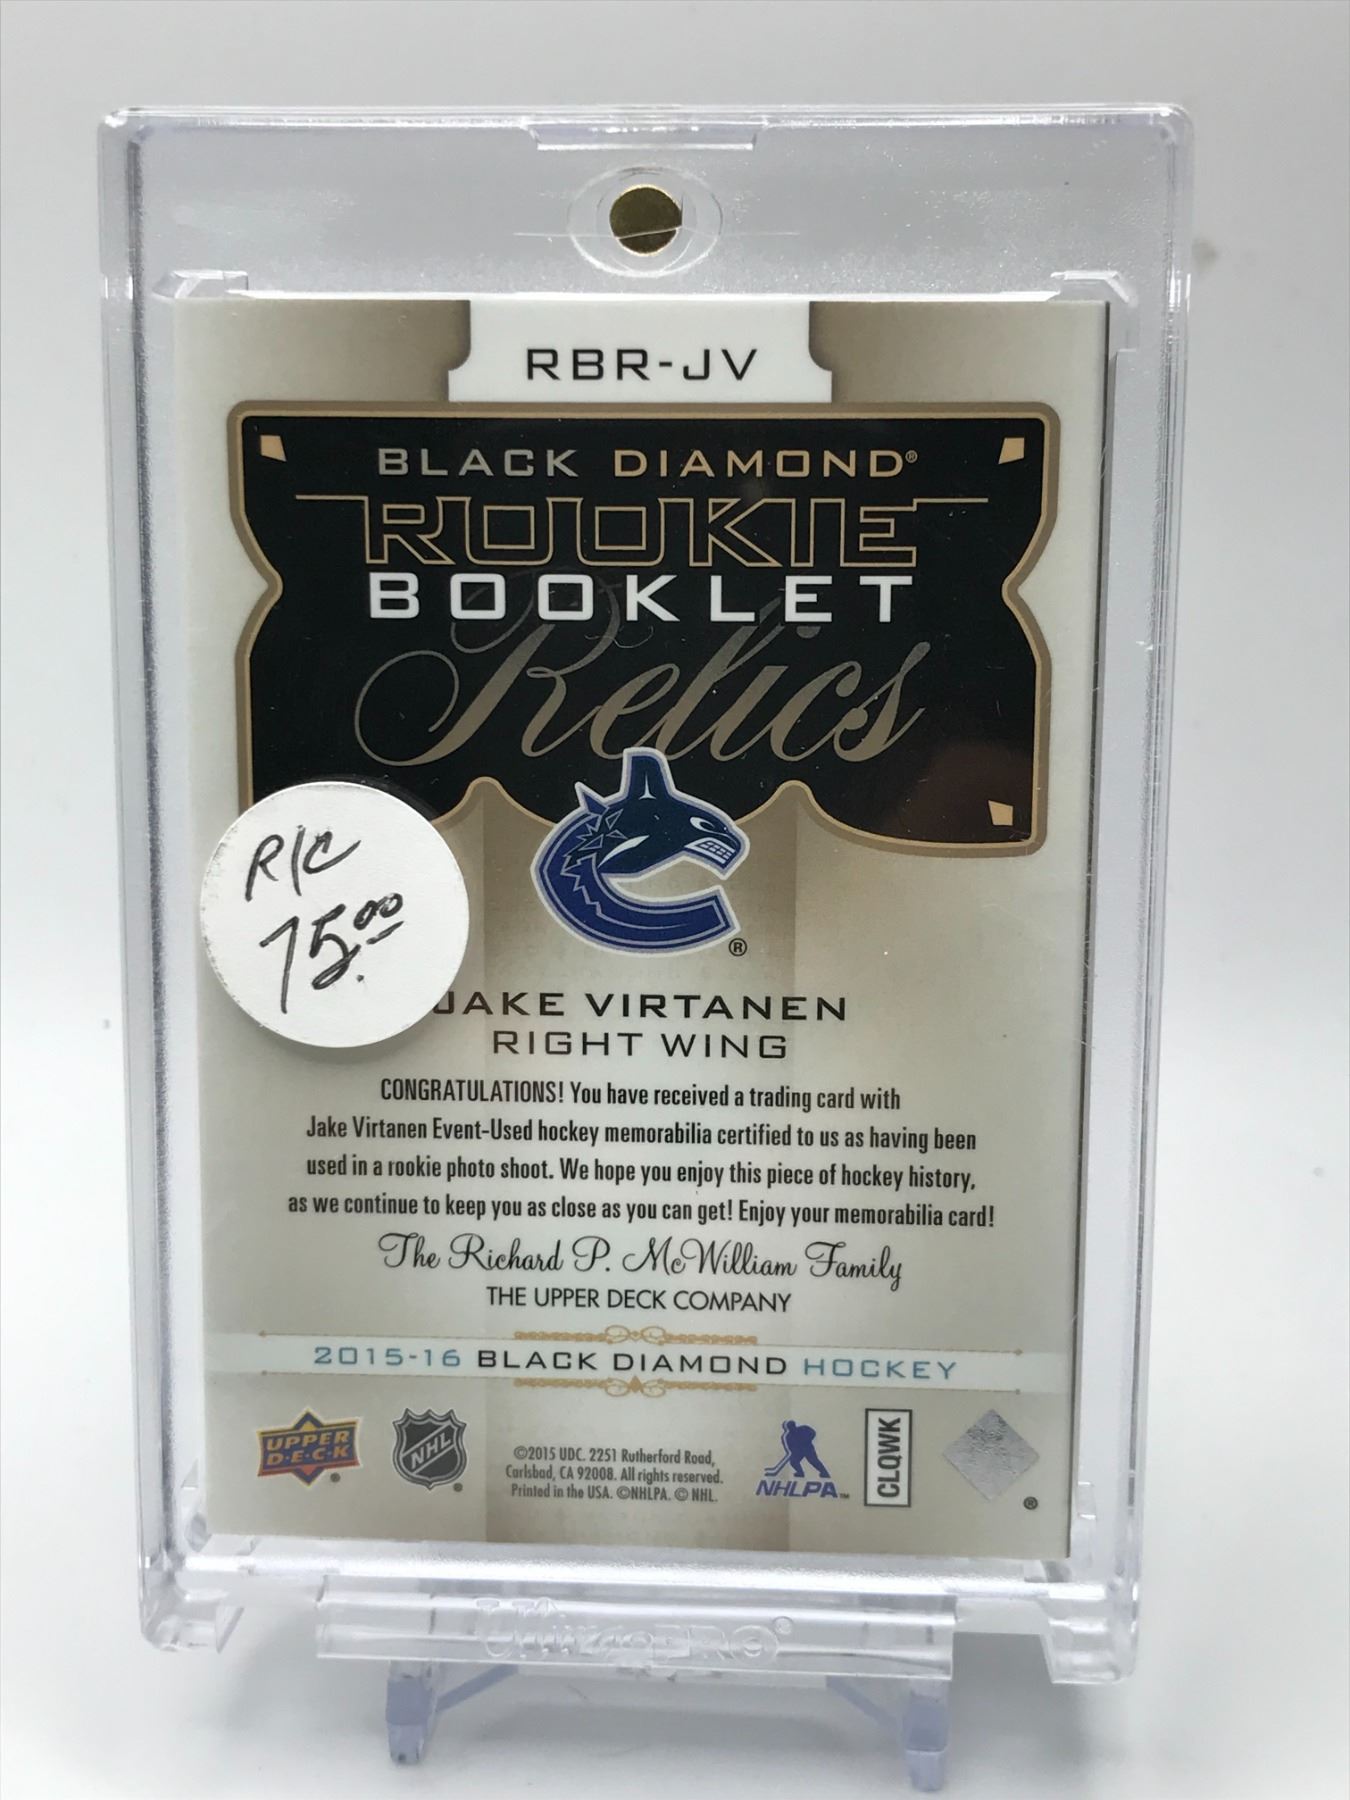 RBR-JV
BLACK DIAMOND®
ROOKIE
BOOKLET
Relics
®
R/C
75.00
JAKE VIRTANEN
RIGHT WING
CONGRATULATIONS! You have received a trading card with
Jake Virtanen Event-Used hockey memorabilia certified to us as having been
used in a rookie photo shoot. We hope you enjoy this piece of hockey history,
as we continue to keep you as close as you can get! Enjoy your memorabilia card!
The Richard P. McWilliam Family
THE UPPER DECK COMPANY
2015-16 BLACK DIAMOND HOCKEY
UPPER
D·E·C·K
®
NHL
®
©2015 UDC. 2251 Rutherford Road,
Carlsbad, CA 92008. All rights reserved.
Printed in the USA. ©NHLPA. © NHL.
NHLPA™
CLQWK
®
Ultra PRO®